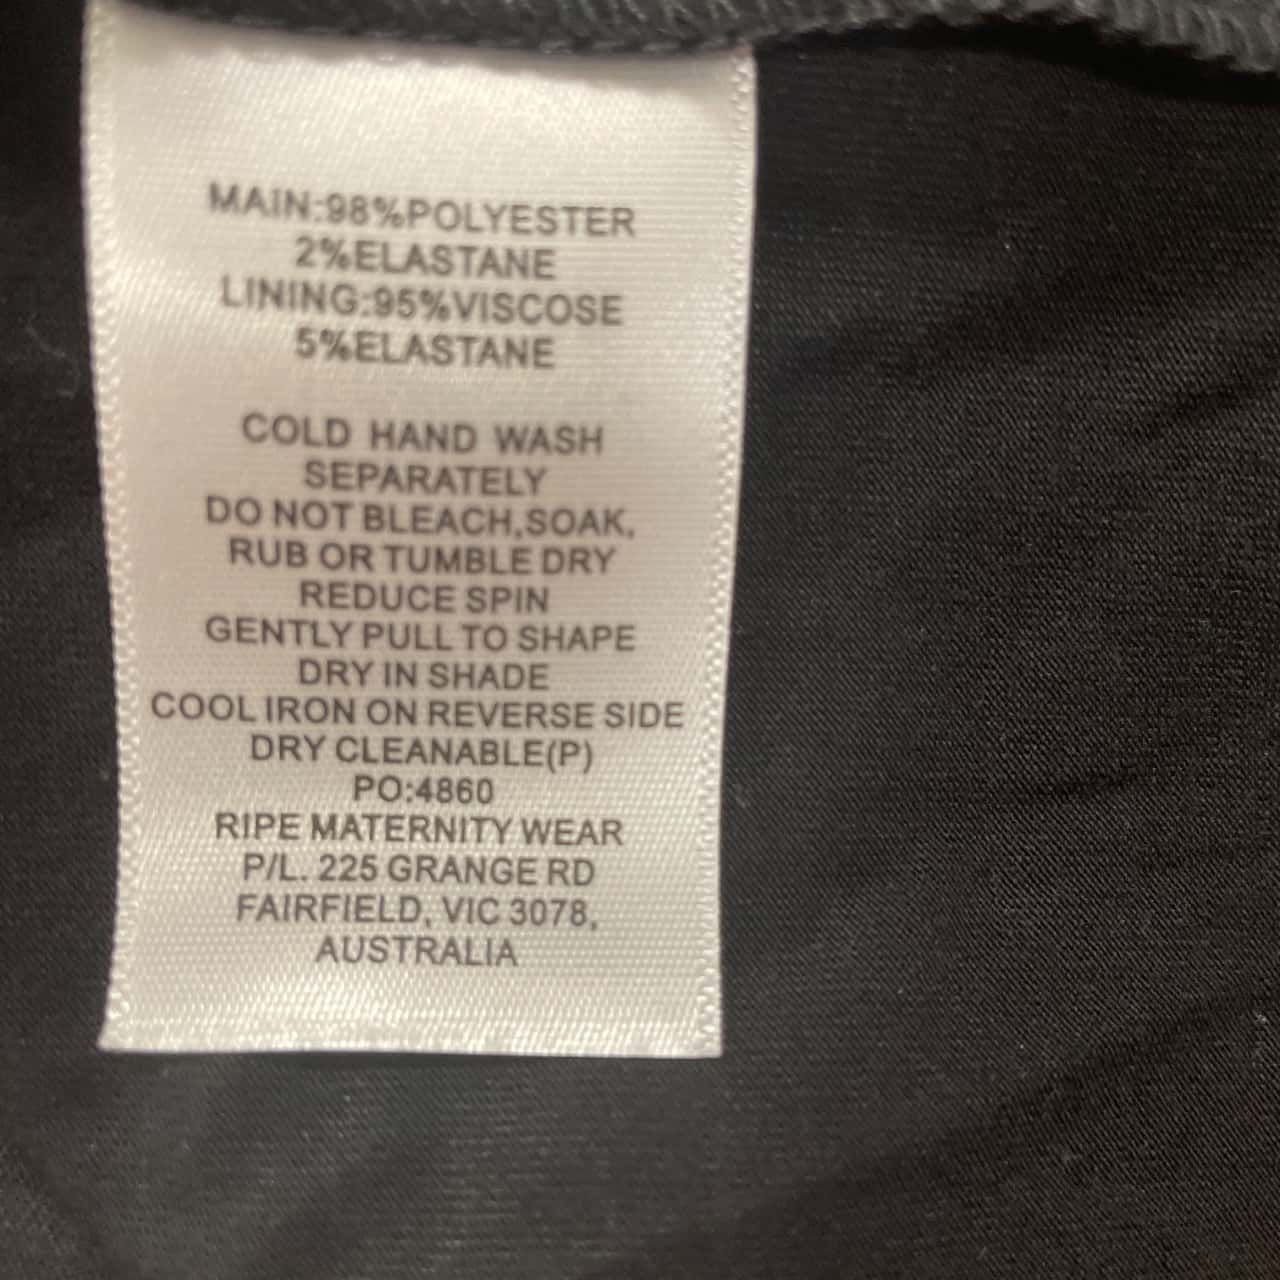 MAIN:98%POLYESTER
2%ELASTANE
LINING:95%VISCOSE
5%ELASTANE
COLD HAND WASH
SEPARATELY
DO NOT BLEACH,SOAK,
RUB OR TUMBLE DRY
REDUCE SPIN
GENTLY PULL TO SHAPE
DRY IN SHADE
COOL IRON ON REVERSE SIDE
DRY CLEANABLE(P)
PO:4860
RIPE MATERNITY WEAR
P/L. 225 GRANGE RD
FAIRFIELD, VIC 3078,
AUSTRALIA